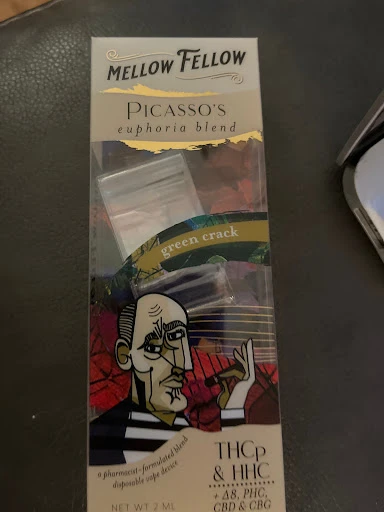 MELLOW FELLOW
PICASSO'S
euphoria blend
green crack
a pharmacist-formulated blend
disposable vape device
NET WT 2 ML
THCp
& HHC
+ Δ8, PHC,
CBD & CBG